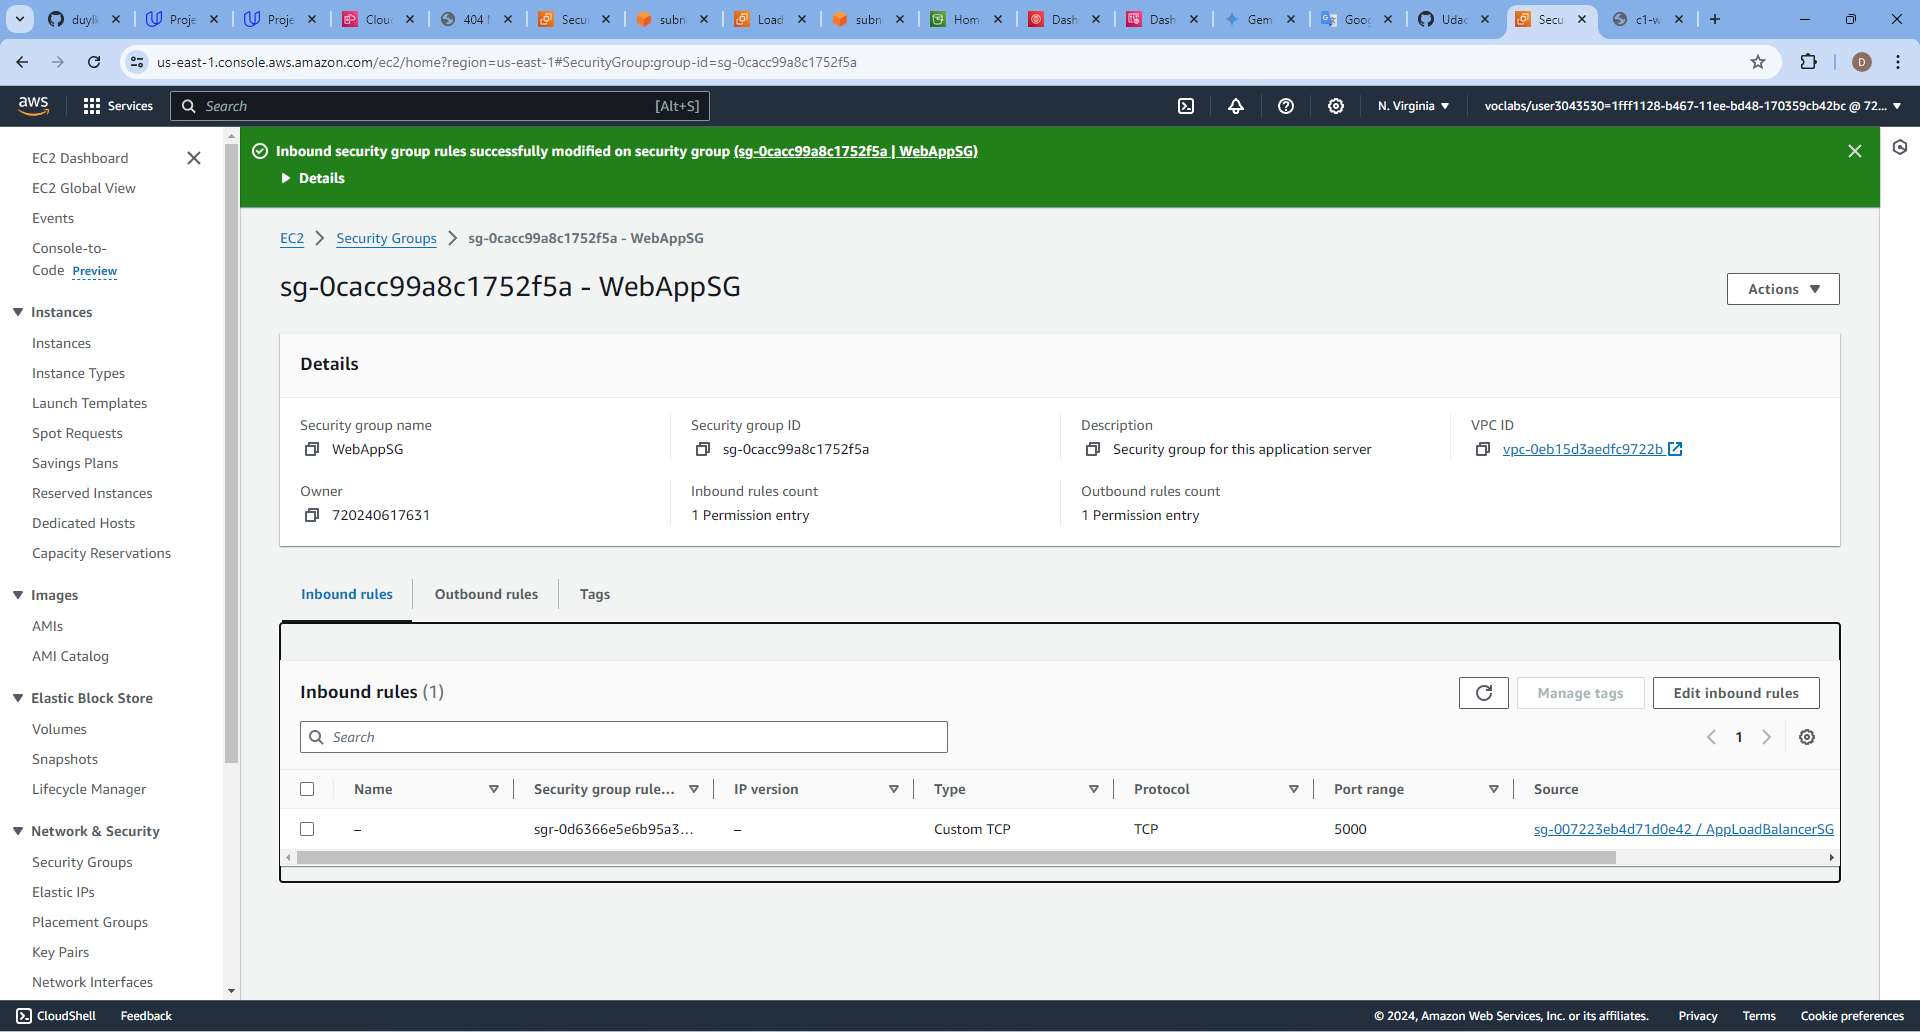 duylk
Proje
Proje
Clouc
404 I
Secu
subn
Load
subn
Hom
Dash
Dash
Gem
Goog
Udac
Secu
c1-w
us-east-1.console.aws.amazon.com/ec2/home?region=us-east-1#SecurityGroup:group-id=sg-0cacc99a8c1752f5a
D
aws
Services
Search [Alt+S]
N. Virginia
voclabs/user3043530=1fff1128-b467-11ee-bd48-170359cb42bc @ 72...
EC2 Dashboard
EC2 Global View
Events
Console-to-
Code Preview
Instances
Instances
Instance Types
Launch Templates
Spot Requests
Savings Plans
Reserved Instances
Dedicated Hosts
Capacity Reservations
Images
AMIs
AMI Catalog
Elastic Block Store
Volumes
Snapshots
Lifecycle Manager
Network & Security
Security Groups
Elastic IPs
Placement Groups
Key Pairs
Network Interfaces
Inbound security group rules successfully modified on security group (sg-0cacc99a8c1752f5a | WebAppSG)
Details
EC2 > Security Groups > sg-0cacc99a8c1752f5a - WebAppSG
sg-0cacc99a8c1752f5a - WebAppSG
Actions
Details
Security group name
WebAppSG
Security group ID
sg-0cacc99a8c1752f5a
Description
Security group for this application server
VPC ID
vpc-0eb15d3aedfc9722b
Owner
720240617631
Inbound rules count
1 Permission entry
Outbound rules count
1 Permission entry
Inbound rules
Outbound rules
Tags
Inbound rules (1)
Manage tags
Edit inbound rules
Search
1
Name Security group rule... IP version Type Protocol Port range Source
– sgr-0d6366e5e6b95a3... – Custom TCP TCP 5000 sg-007223eb4d71d0e42 / AppLoadBalancerSG
CloudShell Feedback
© 2024, Amazon Web Services, Inc. or its affiliates. Privacy Terms Cookie preferences